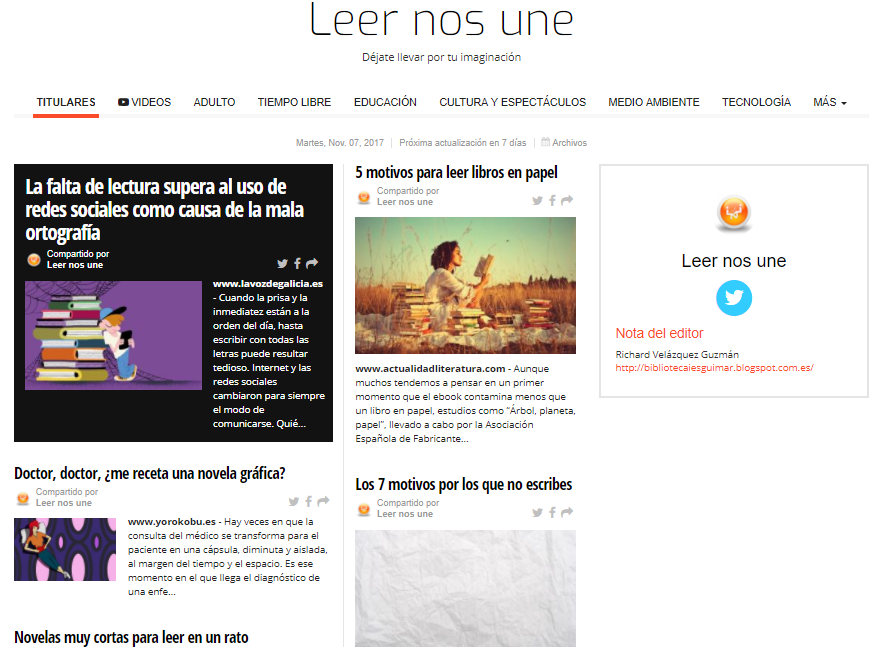 Leer nos une
Déjate llevar por tu imaginación
TITULARES VIDEOS ADULTO TIEMPO LIBRE EDUCACIÓN CULTURA Y ESPECTÁCULOS MEDIO AMBIENTE TECNOLOGÍA MÁS
Martes, Nov. 07, 2017 Próxima actualización en 7 días Archivos
La falta de lectura supera al uso de
redes sociales como causa de la mala
ortografía
Compartido por
Leer nos une
www.lavozdegalicia.es
- Cuando la prisa y la
inmediatez están a la
orden del día, hasta
escribir con todas las
letras puede resultar
tedioso. Internet y las
redes sociales
cambiaron para siempre
el modo de
comunicarse. Quié...
Doctor, doctor, ¿me receta una novela gráfica?
Compartido por
Leer nos une
www.yorokobu.es - Hay veces en que la
consulta del médico se transforma para el
paciente en una cápsula, diminuta y aislada,
al margen del tiempo y el espacio. Es ese
momento en el que llega el diagnóstico de
una enfe...
Novelas muy cortas para leer en un rato
5 motivos para leer libros en papel
Compartido por
Leer nos une
www.actualidadliteratura.com - Aunque
muchos tendemos a pensar en un primer
momento que el ebook contamina menos que
un libro en papel, estudios como “Árbol, planeta,
papel”, llevado a cabo por la Asociación
Española de Fabricante...
Los 7 motivos por los que no escribes
Compartido por
Leer nos une
Leer nos une
Nota del editor
Richard Velázquez Guzmán
http://bibliotecaiesguimar.blogspot.com.es/